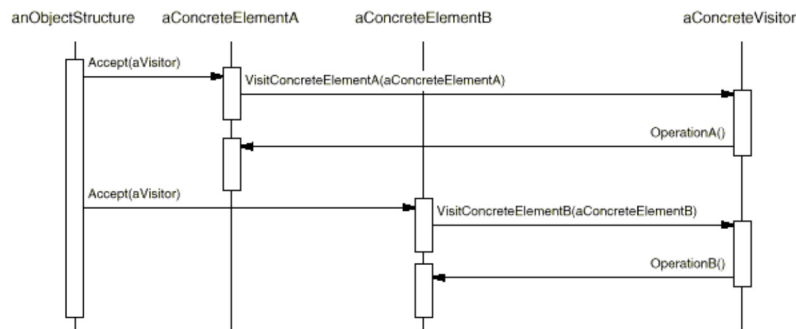 anObjectStructure aConcreteElementA aConcreteElementB aConcreteVisitor
Accept(aVisitor)
VisitConcreteElementA(aConcreteElementA)
OperationA()
Accept(aVisitor)
VisitConcreteElementB(aConcreteElementB)
OperationB()